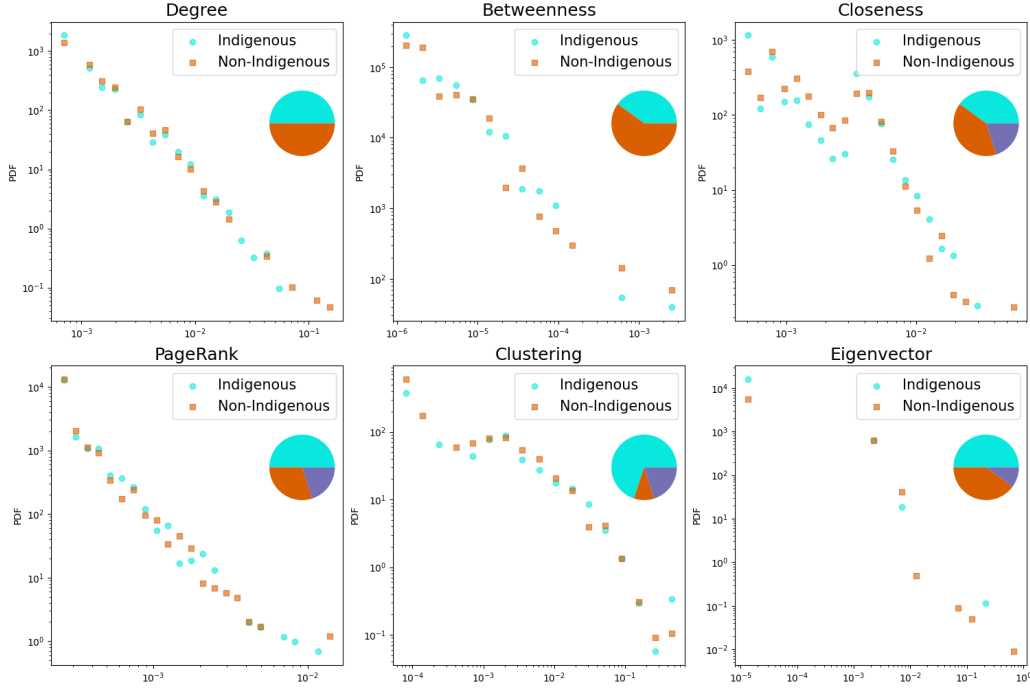 Degree
Indigenous
Non-Indigenous
PDF
10³
10²
10¹
10⁰
10⁻¹
10⁻³
10⁻²
10⁻¹
Betweenness
Indigenous
Non-Indigenous
PDF
10⁵
10⁴
10³
10²
10⁻⁶
10⁻⁵
10⁻⁴
10⁻³
Closeness
Indigenous
Non-Indigenous
PDF
10³
10²
10¹
10⁰
10⁻³
10⁻²
PageRank
Indigenous
Non-Indigenous
PDF
10⁴
10³
10²
10¹
10⁰
10⁻³
10⁻²
Clustering
Indigenous
Non-Indigenous
PDF
10²
10¹
10⁰
10⁻¹
10⁻⁴
10⁻³
10⁻²
10⁻¹
Eigenvector
Indigenous
Non-Indigenous
PDF
10⁴
10³
10²
10¹
10⁰
10⁻¹
10⁻²
10⁻⁵
10⁻⁴
10⁻³
10⁻²
10⁻¹
10⁰